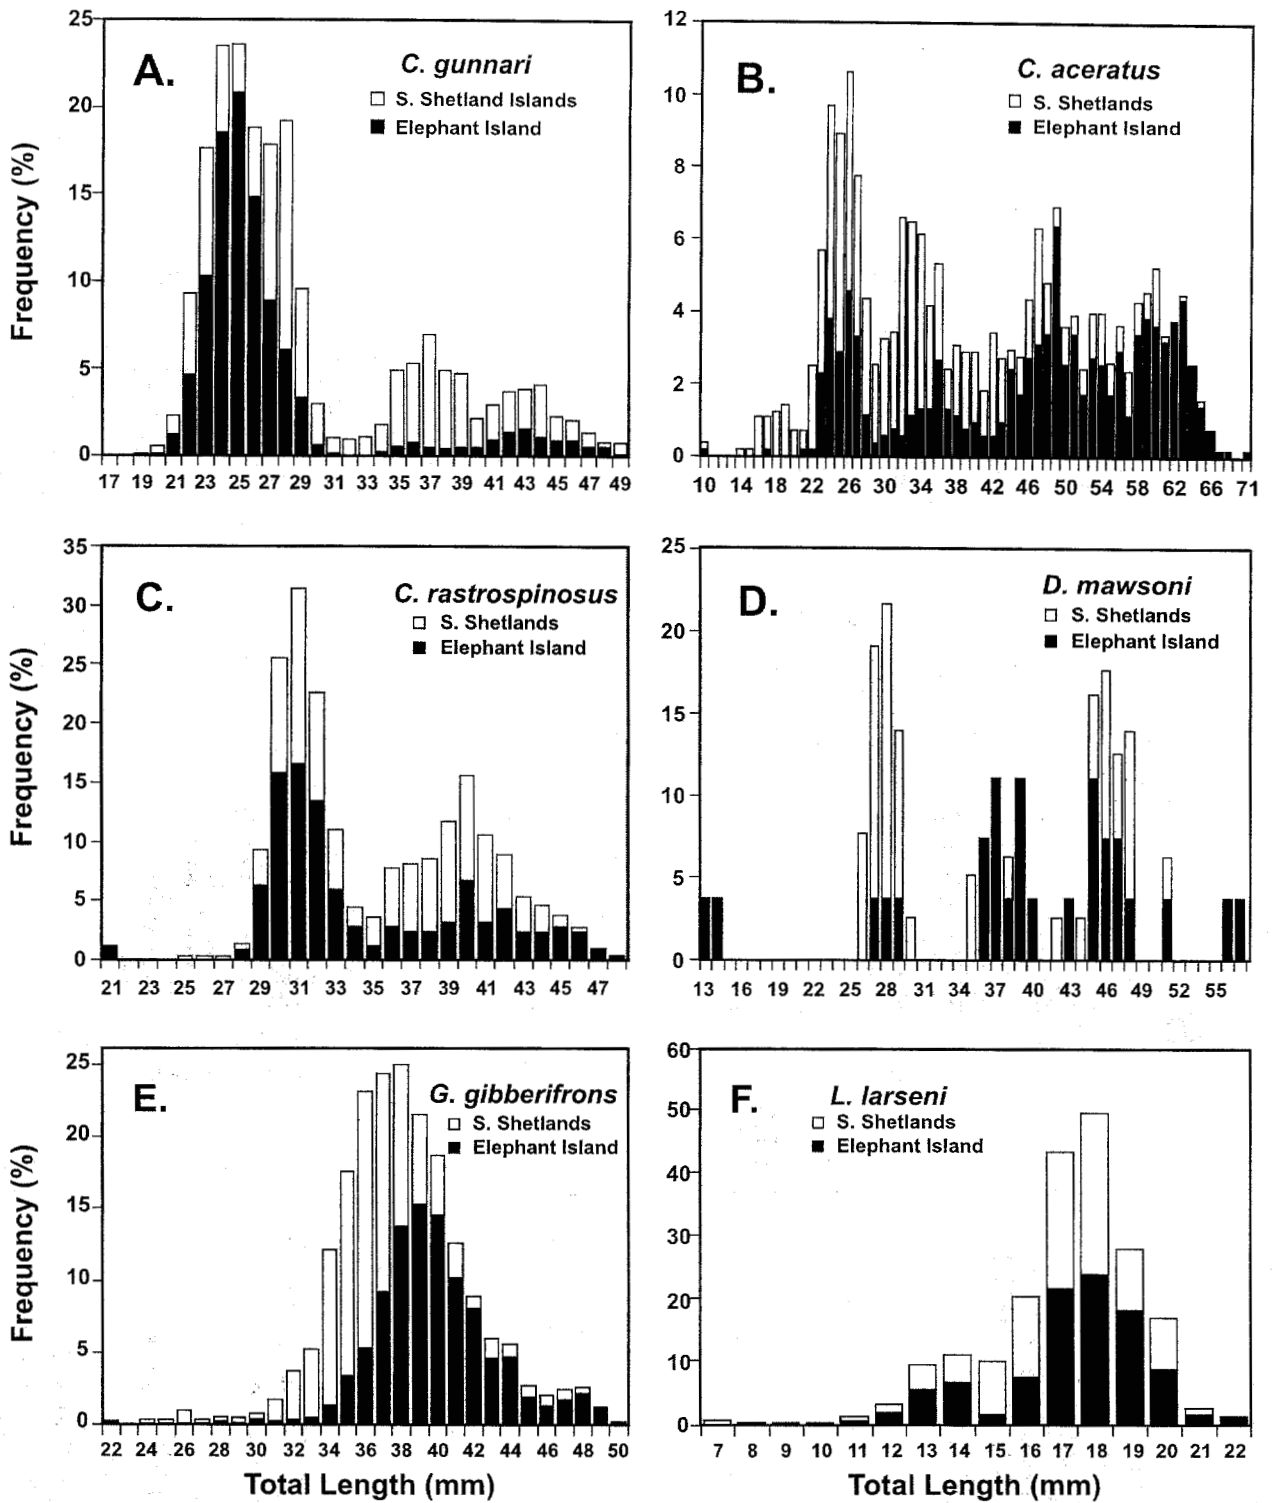 A.
C. gunnari
S. Shetland Islands
Elephant Island
Frequency (%)
25
20
15
10
5
0
17 19 21 23 25 27 29 31 33 35 37 39 41 43 45 47 49
B.
C. aceratus
S. Shetlands
Elephant Island
12
10
8
6
4
2
0
10 14 18 22 26 30 34 38 42 46 50 54 58 62 66 71
C.
C. rastrospinosus
S. Shetlands
Elephant Island
Frequency (%)
35
30
25
20
15
10
5
0
21 23 25 27 29 31 33 35 37 39 41 43 45 47
D.
D. mawsoni
S. Shetlands
Elephant Island
25
20
15
10
5
0
13 16 19 22 25 28 31 34 37 40 43 46 49 52 55
E.
G. gibberifrons
S. Shetlands
Elephant Island
Frequency (%)
25
20
15
10
5
0
22 24 26 28 30 32 34 36 38 40 42 44 46 48 50
Total Length (mm)
F.
L. larseni
S. Shetlands
Elephant Island
60
50
40
30
20
10
0
7 8 9 10 11 12 13 14 15 16 17 18 19 20 21 22
Total Length (mm)